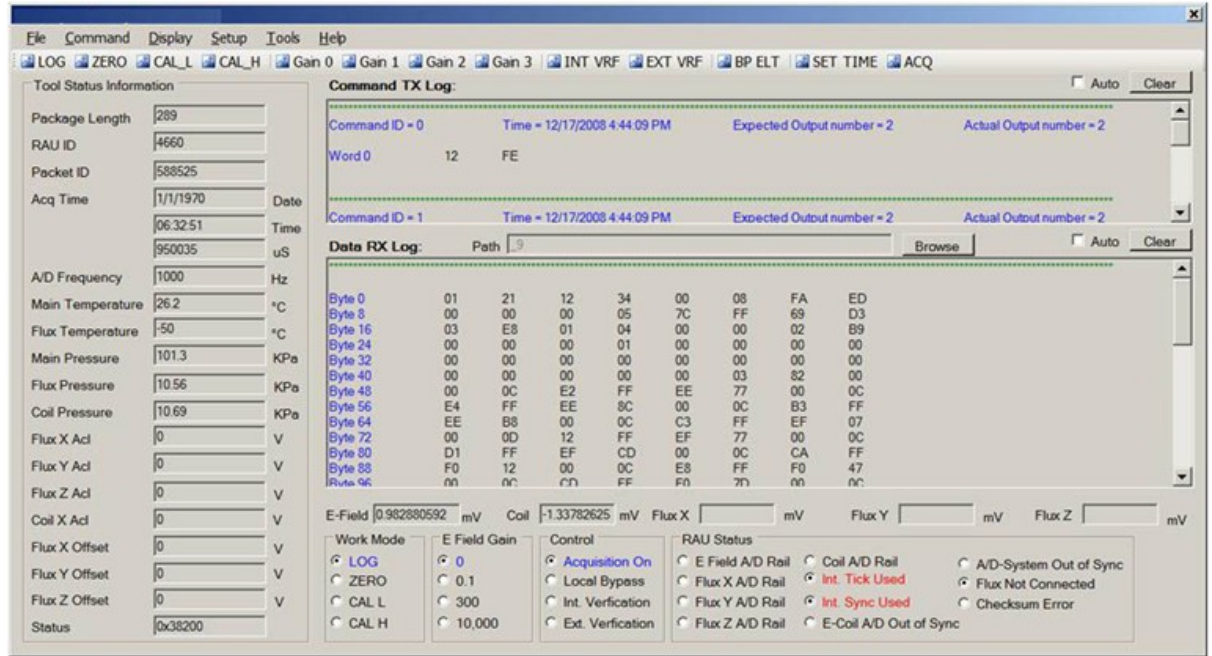 File Command Display Setup Tools Help
LOG ZERO CAL_L CAL_H Gain 0 Gain 1 Gain 2 Gain 3 INT VRF EXT VRF BP ELT SET TIME ACQ
Tool Status Information
Package Length 289
RAU ID 4660
Packet ID 588525
Acq Time 1/1/1970 Date
06:32:51 Time
950035 uS
A/D Frequency 1000 Hz
Main Temperature 26.2 °C
Flux Temperature -50 °C
Main Pressure 101.3 KPa
Flux Pressure 10.56 KPa
Coil Pressure 10.69 KPa
Flux X Acl 0 V
Flux Y Acl 0 V
Flux Z Acl 0 V
Coil X Acl 0 V
Flux X Offset 0 V
Flux Y Offset 0 V
Flux Z Offset 0 V
Status 0x38200
Command TX Log: Auto Clear
Command ID = 0 Time = 12/17/2008 4:44:09 PM Expected Output number = 2 Actual Output number = 2
Word 0 12 FE
Command ID = 1 Time = 12/17/2008 4:44:09 PM Expected Output number = 2 Actual Output number = 2
Data RX Log: Path _9 Browse Auto Clear
Byte 0 01 21 12 34 00 08 FA ED
Byte 8 00 00 00 05 7C FF 69 D3
Byte 16 03 E8 01 04 00 00 02 B9
Byte 24 00 00 00 01 00 00 00 00
Byte 32 00 00 00 00 00 00 00 00
Byte 40 00 00 00 00 00 03 82 00
Byte 48 00 0C E2 FF EE 77 00 0C
Byte 56 E4 FF EE 8C 00 0C B3 FF
Byte 64 EE B8 00 0C C3 FF EF 07
Byte 72 00 0D 12 FF EF 77 00 0C
Byte 80 D1 FF EF CD 00 0C CA FF
Byte 88 F0 12 00 0C E8 FF F0 47
Byte 96 00 0C CD FF F0 7D 00 0C
E-Field 0.982880592 mV Coil -1.33782625 mV Flux X mV Flux Y mV Flux Z mV
Work Mode
LOG
ZERO
CAL L
CAL H
E Field Gain
0
0.1
300
10,000
Control
Acquisition On
Local Bypass
Int. Verfication
Ext. Verfication
RAU Status
E Field A/D Rail
Flux X A/D Rail
Flux Y A/D Rail
Flux Z A/D Rail
Coil A/D Rail
Int. Tick Used
Int. Sync Used
E-Coil A/D Out of Sync
A/D-System Out of Sync
Flux Not Connected
Checksum Error